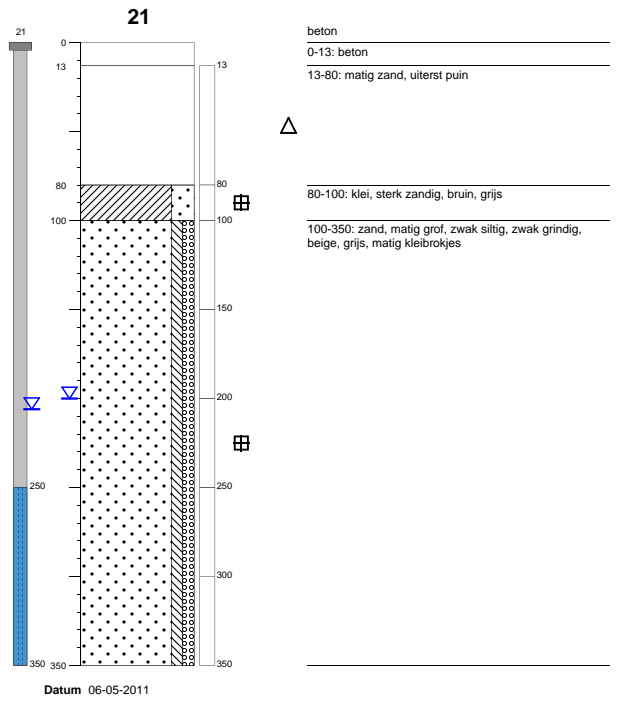 21
21
beton
0
0-13: beton
13
13
13-80: matig zand, uiterst puin
80
80
80-100: klei, sterk zandig, bruin, grijs
100
100
100-350: zand, matig grof, zwak siltig, zwak grindig,
beige, grijs, matig kleibrokjes
150
200
250
250
300
350
350
350
Datum 06-05-2011